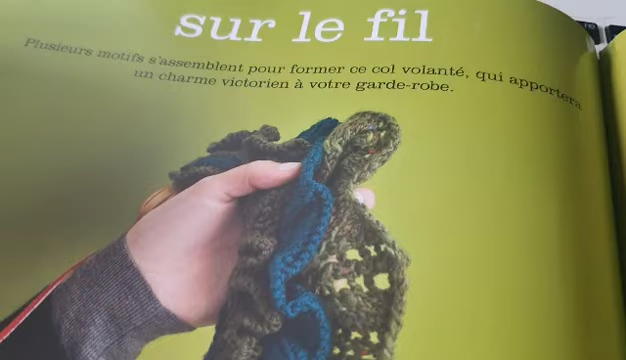 sur le fil
Plusieurs motifs s'assemblent pour former ce col volanté, qui apportera
un charme victorien à votre garde-robe.